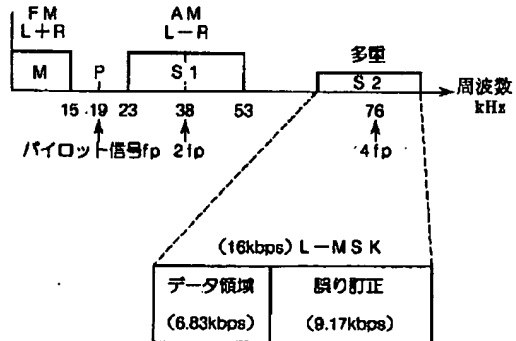 FM
L+R
AM
L-R
多重
M
P
S1
S2
周波数
kHz
15 19 23 38 53 76
パイロット信号fp 2fp 4fp
(16kbps) L-MSK
データ領域 誤り訂正
(6.83kbps) (9.17kbps)